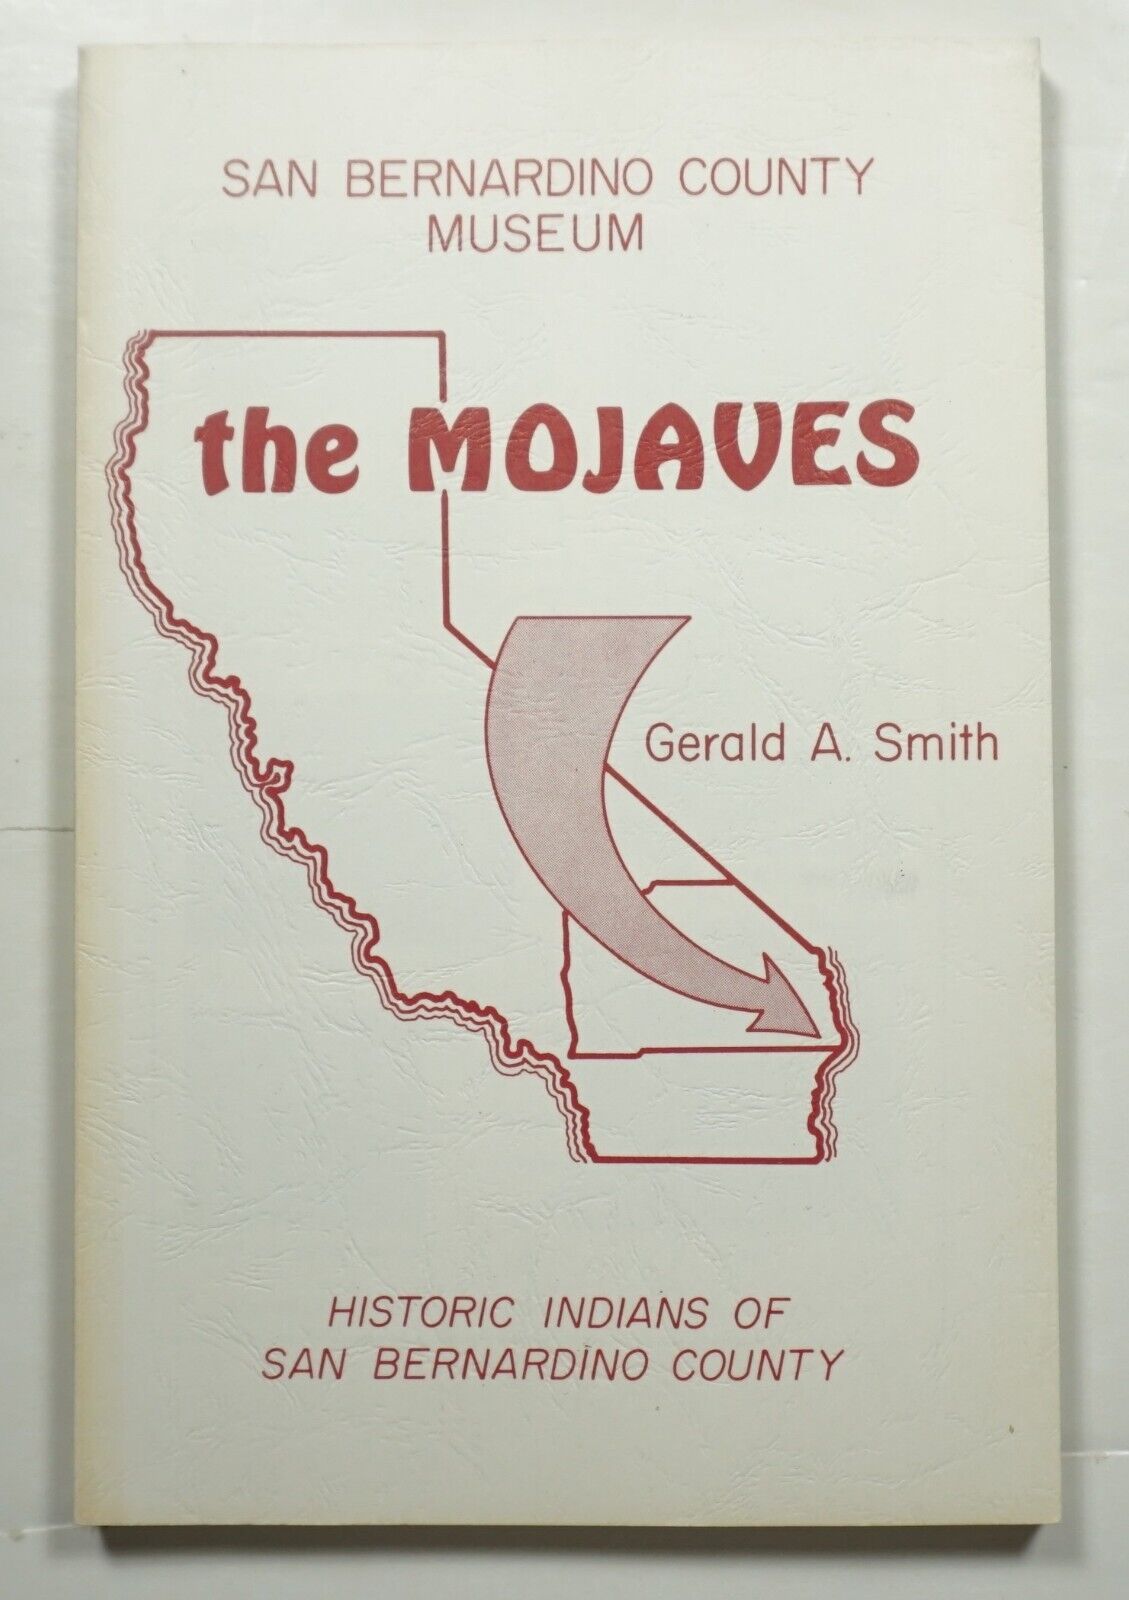 SAN BERNARDINO COUNTY
MUSEUM
the MOJAVES
Gerald A. Smith
HISTORIC INDIANS OF
SAN BERNARDINO COUNTY